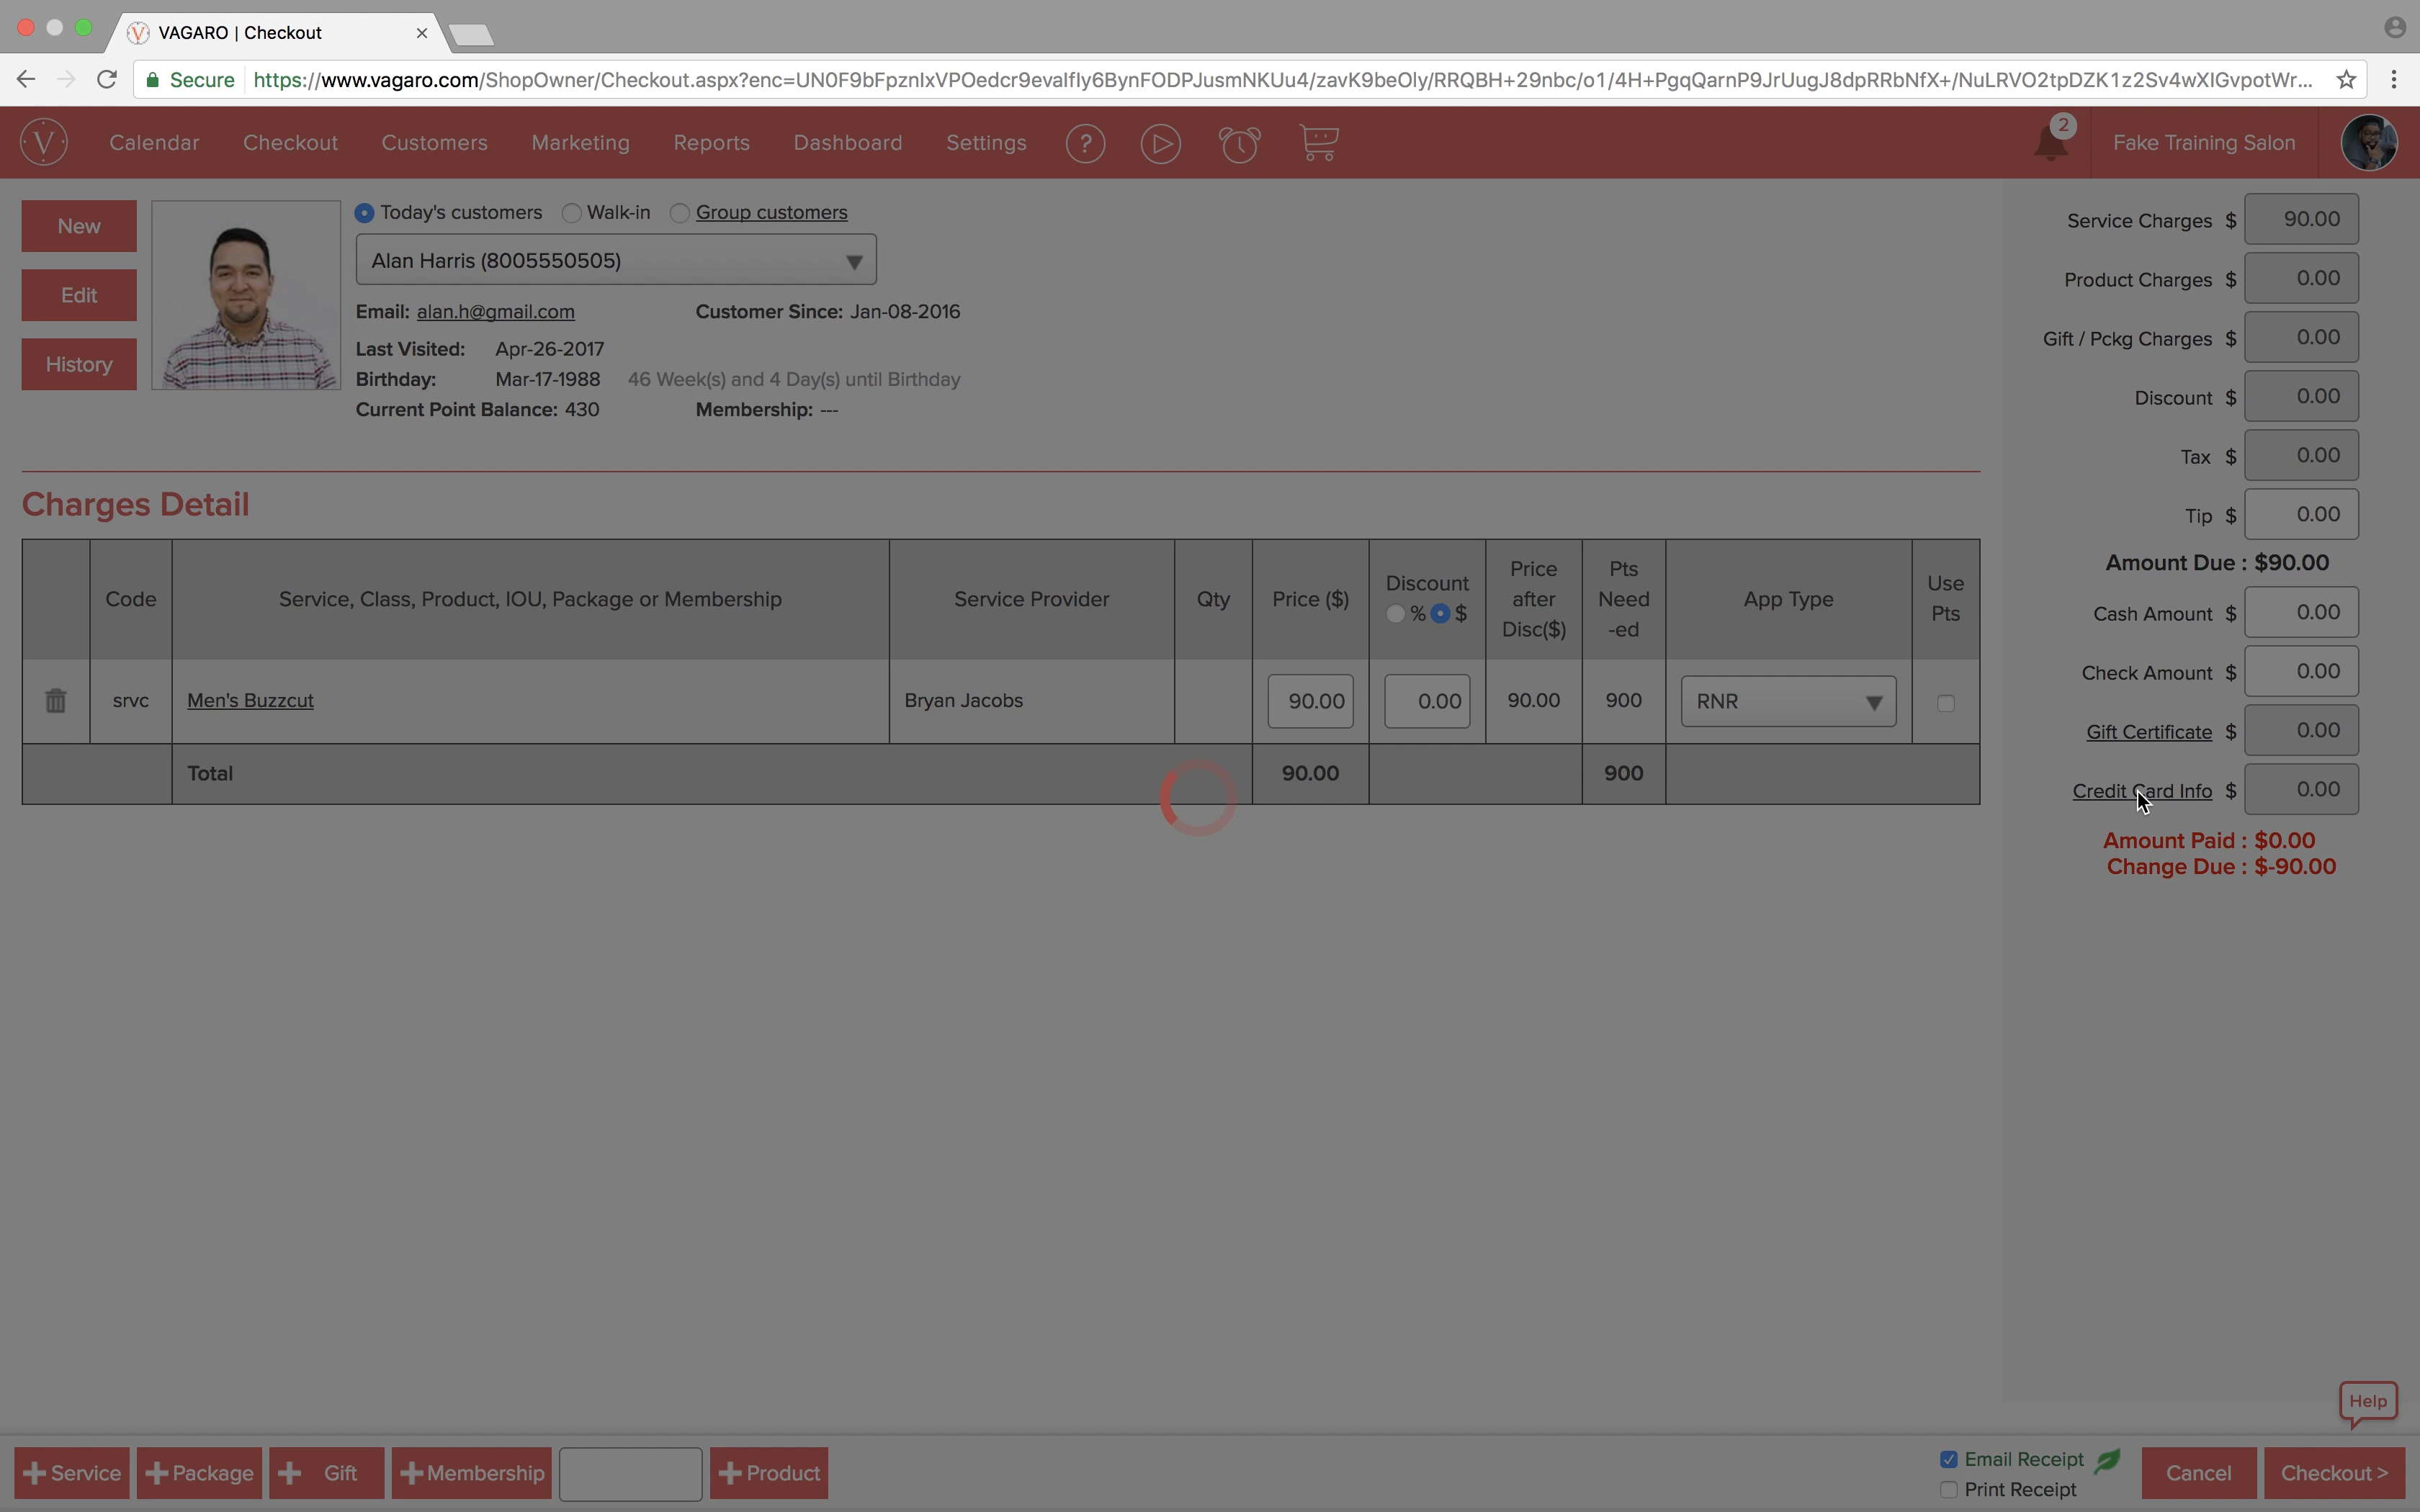 VAGARO | Checkout
Secure https://www.vagaro.com/ShopOwner/Checkout.aspx?enc=UN0F9bFpznIxVPOedcr9evaIfIy6BynFODPJusmNKUu4/zavK9beOly/RRQBH+29nbc/o1/4H+PgqQarnP9JrUugJ8dpRRbNfX+/NuLRVO2tpDZK1z2Sv4wXIGvpotWr...
V Calendar Checkout Customers Marketing Reports Dashboard Settings ? 2 Fake Training Salon
New
Edit
History
Today's customers Walk-in Group customers
Alan Harris (8005550505)
Email: alan.h@gmail.com Customer Since: Jan-08-2016
Last Visited: Apr-26-2017
Birthday: Mar-17-1988 46 Week(s) and 4 Day(s) until Birthday
Current Point Balance: 430 Membership: ---
Charges Detail
Code Service, Class, Product, IOU, Package or Membership Service Provider Qty Price ($) Discount % $ Price after Disc($) Pts Need -ed App Type Use Pts
srvc Men's Buzzcut Bryan Jacobs 90.00 0.00 90.00 900 RNR
Total 90.00 900
Service Charges $ 90.00
Product Charges $ 0.00
Gift / Pckg Charges $ 0.00
Discount $ 0.00
Tax $ 0.00
Tip $ 0.00
Amount Due : $90.00
Cash Amount $ 0.00
Check Amount $ 0.00
Gift Certificate $ 0.00
Credit Card Info $ 0.00
Amount Paid : $0.00
Change Due : $-90.00
Help
+ Service + Package + Gift + Membership + Product
Email Receipt
Print Receipt
Cancel Checkout >